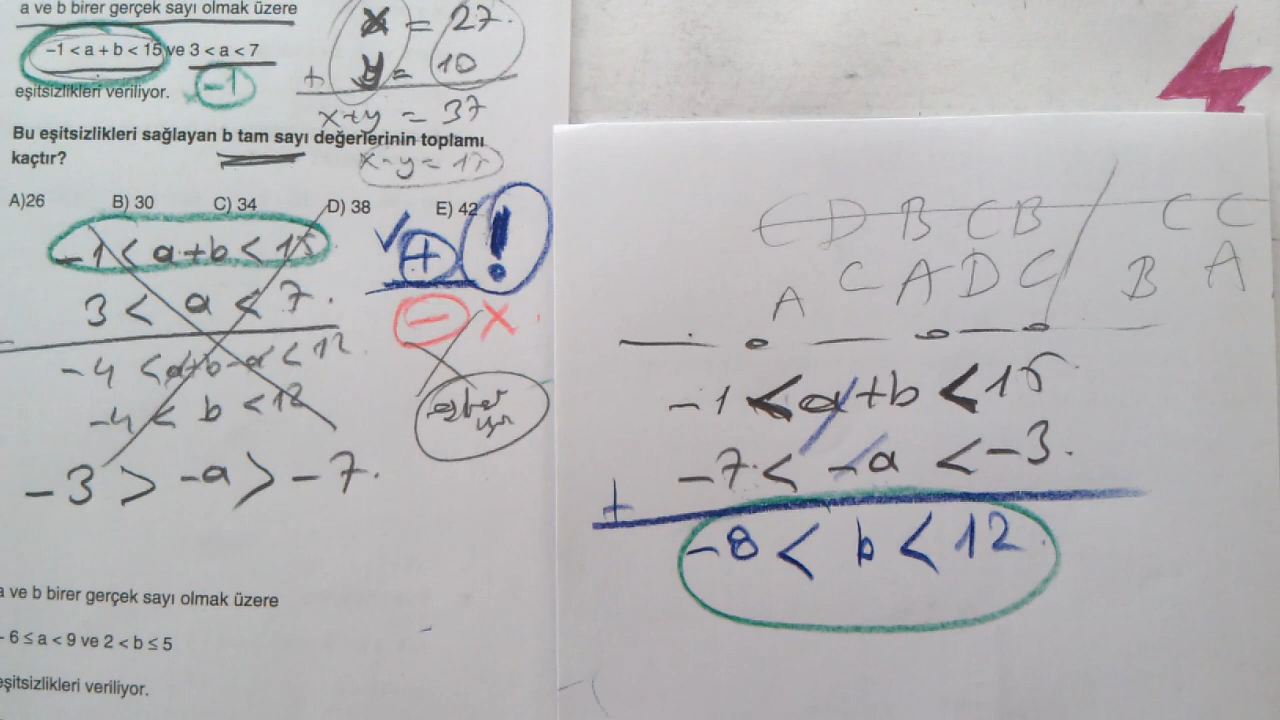 a ve b birer gerçek sayı olmak üzere
-1 < a + b < 15 ve 3 < a < 7
-1
eşitsizlikleri veriliyor.
x = 27.
+ y = 10
x+y = 37
x-y = 17
Bu eşitsizlikleri sağlayan b tam sayı değerlerinin toplamı
kaçtır?
A)26 B) 30 C) 34 D) 38 E) 42
-1 < a+b < 15
3 < a < 7.
-4 < a+b-a < 12
-4 < b < 12
-3 > -a > -7.
+ !
- x
a ve b birer gerçek sayı olmak üzere
- 6 ≤ a < 9 ve 2 < b ≤ 5
eşitsizlikleri veriliyor.
E D B C B / C C
A C A D C B A
-1 < a+b < 15
-7 < -a < -3.
+
-8 < b < 12.